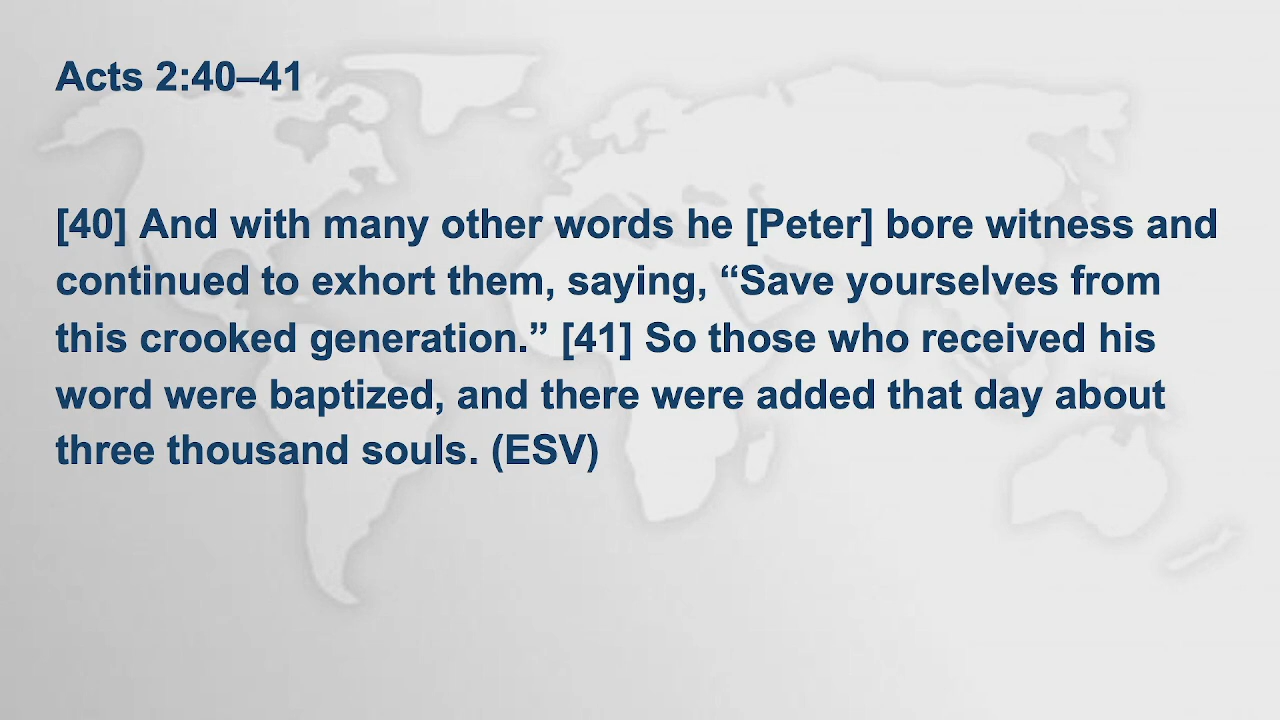 Acts 2:40–41
[40] And with many other words he [Peter] bore witness and
continued to exhort them, saying, “Save yourselves from
this crooked generation.” [41] So those who received his
word were baptized, and there were added that day about
three thousand souls. (ESV)